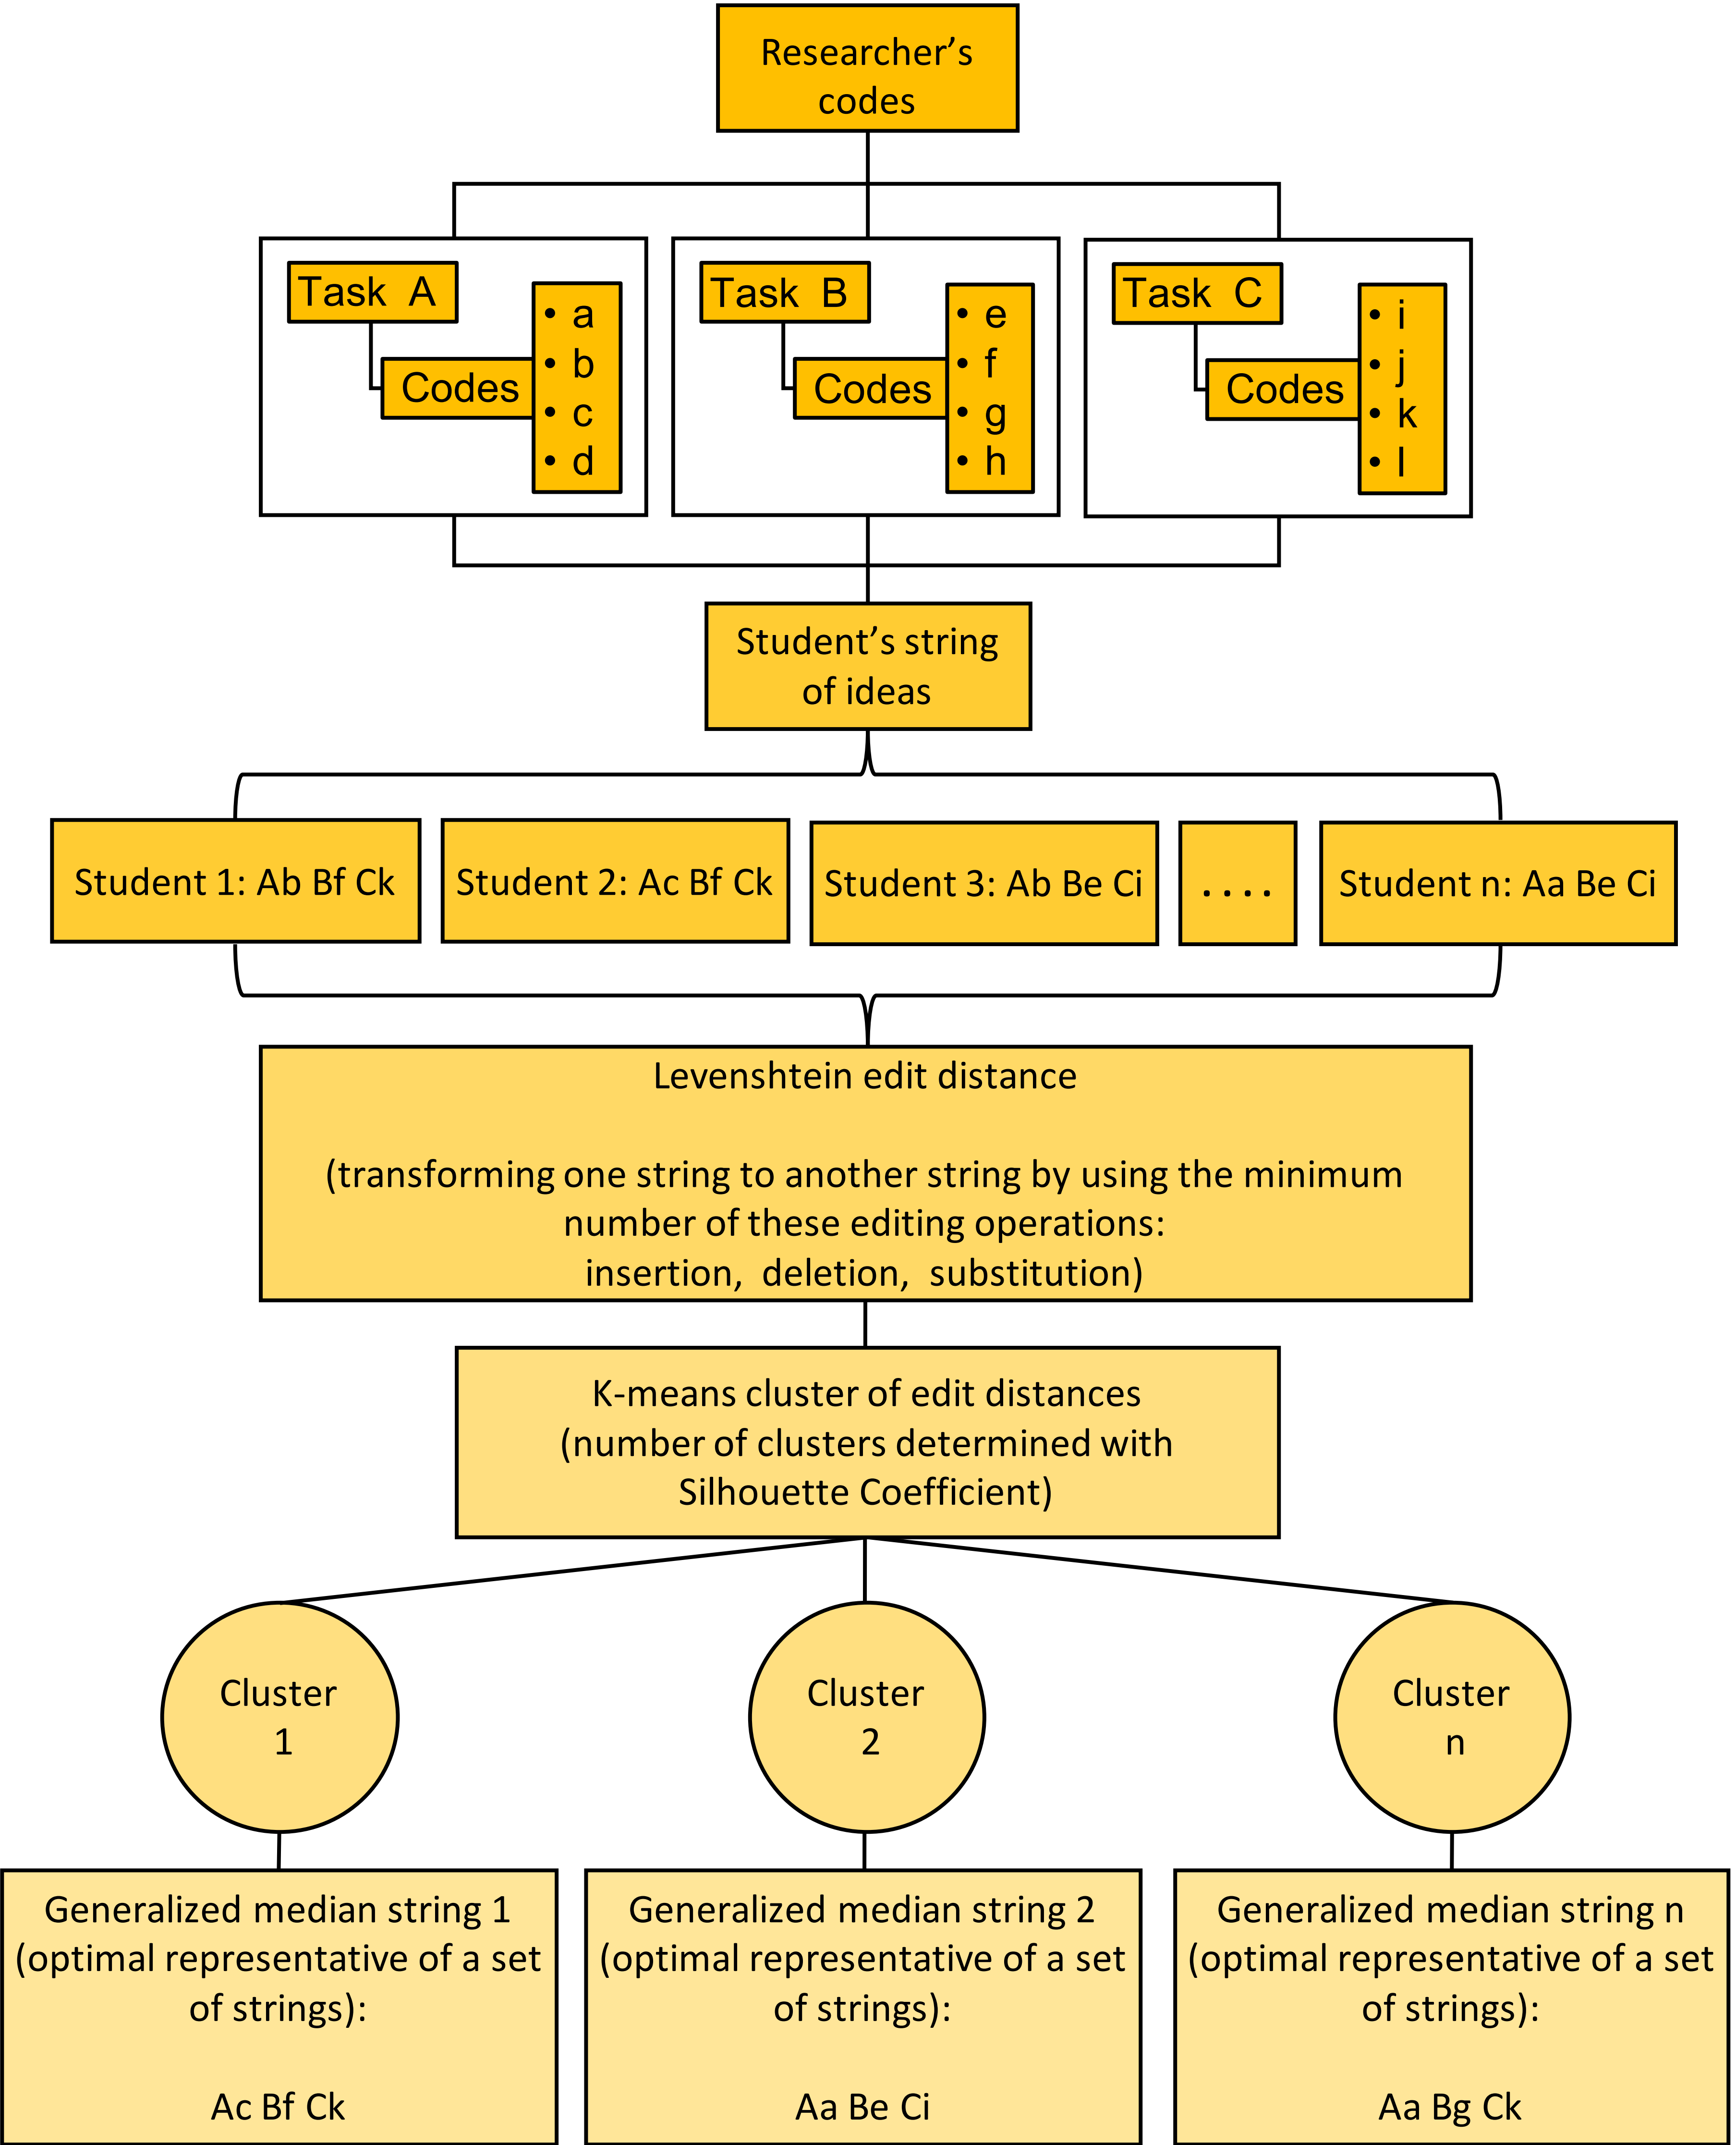 Researcher’s
codes
Task A
Codes
• a
• b
• c
• d
Task B
Codes
• e
• f
• g
• h
Task C
Codes
• i
• j
• k
• l
Student’s string
of ideas
Student 1: Ab Bf Ck
Student 2: Ac Bf Ck
Student 3: Ab Be Ci
. . . .
Student n: Aa Be Ci
Levenshtein edit distance
(transforming one string to another string by using the minimum
number of these editing operations:
insertion, deletion, substitution)
K-means cluster of edit distances
(number of clusters determined with
Silhouette Coefficient)
Cluster
1
Cluster
2
Cluster
n
Generalized median string 1
(optimal representative of a set
of strings):
Ac Bf Ck
Generalized median string 2
(optimal representative of a set
of strings):
Aa Be Ci
Generalized median string n
(optimal representative of a set
of strings):
Aa Bg Ck